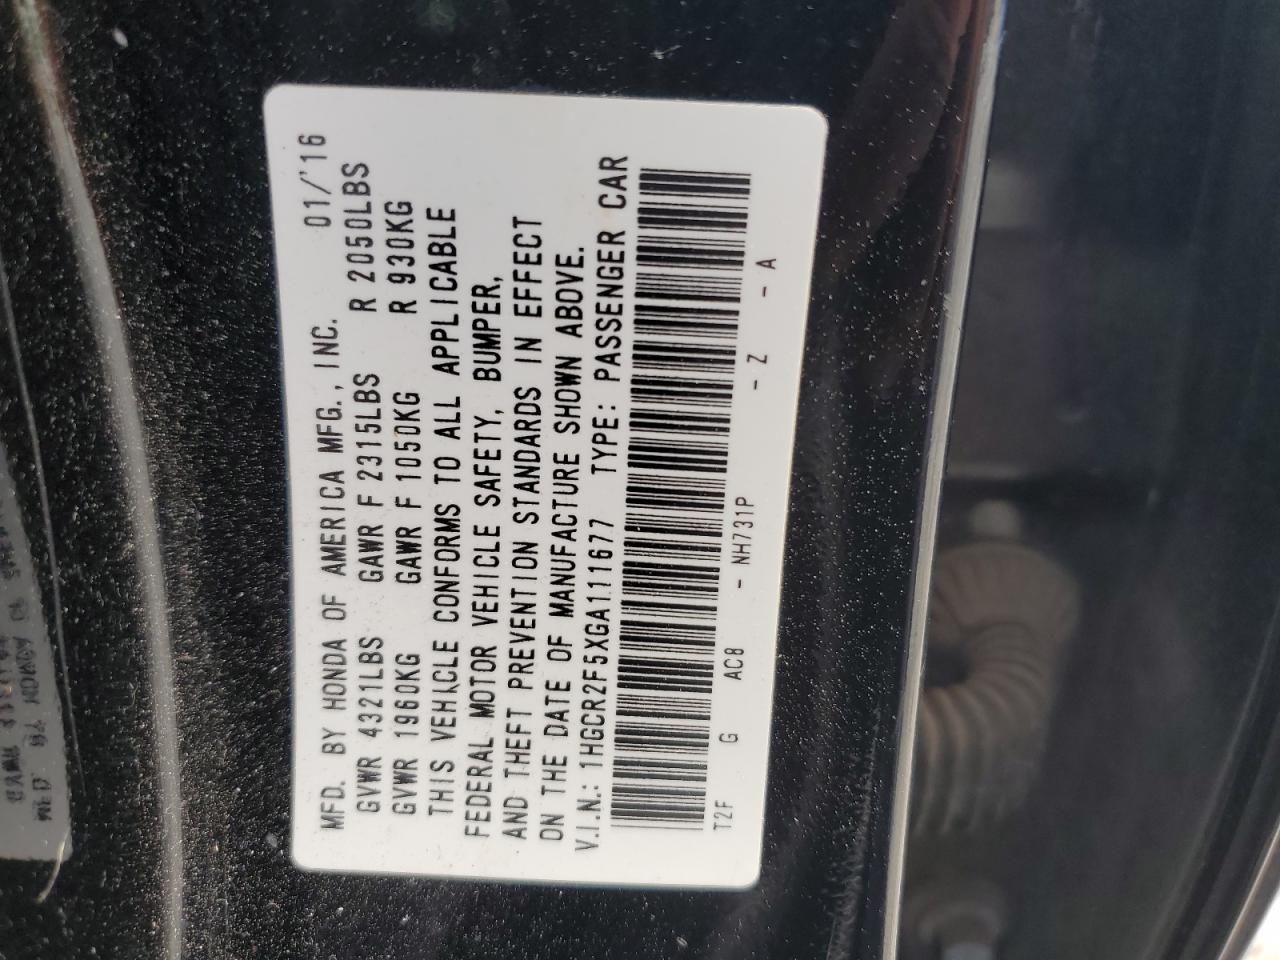 MFD. BY HONDA OF AMERICA MFG., INC. 01/'16
GVWR 4321LBS GAWR F 2315LBS R 2050LBS
GVWR 1960KG GAWR F 1050KG R 930KG
THIS VEHICLE CONFORMS TO ALL APPLICABLE
FEDERAL MOTOR VEHICLE SAFETY, BUMPER,
AND THEFT PREVENTION STANDARDS IN EFFECT
ON THE DATE OF MANUFACTURE SHOWN ABOVE.
V.I.N.: 1HGCR2F5XGA111677 TYPE: PASSENGER CAR
T2F G AC8 - NH731P - Z - A